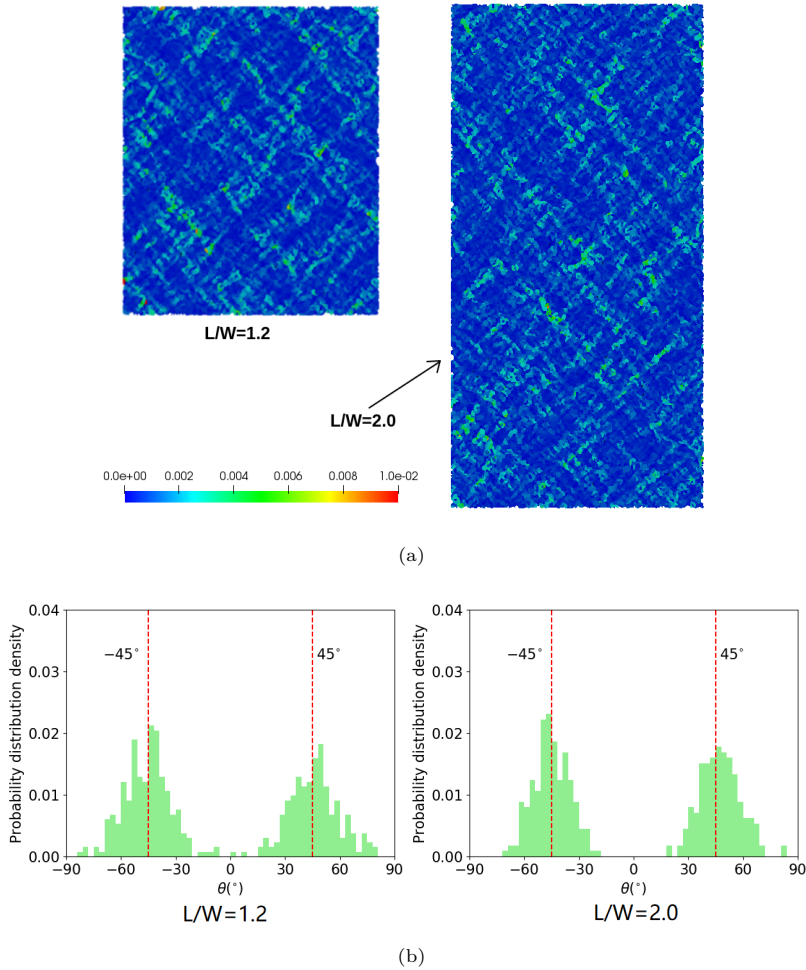 L/W=1.2
L/W=2.0
0.0e+00 0.002 0.004 0.006 0.008 1.0e-02
(a)
0.04
0.03
0.02
0.01
0.00
Probability distribution density
−45° 45°
−90 −60 −30 0 30 60 90
θ(°)
L/W=1.2
0.04
0.03
0.02
0.01
0.00
Probability distribution density
−45° 45°
−90 −60 −30 0 30 60 90
θ(°)
L/W=2.0
(b)